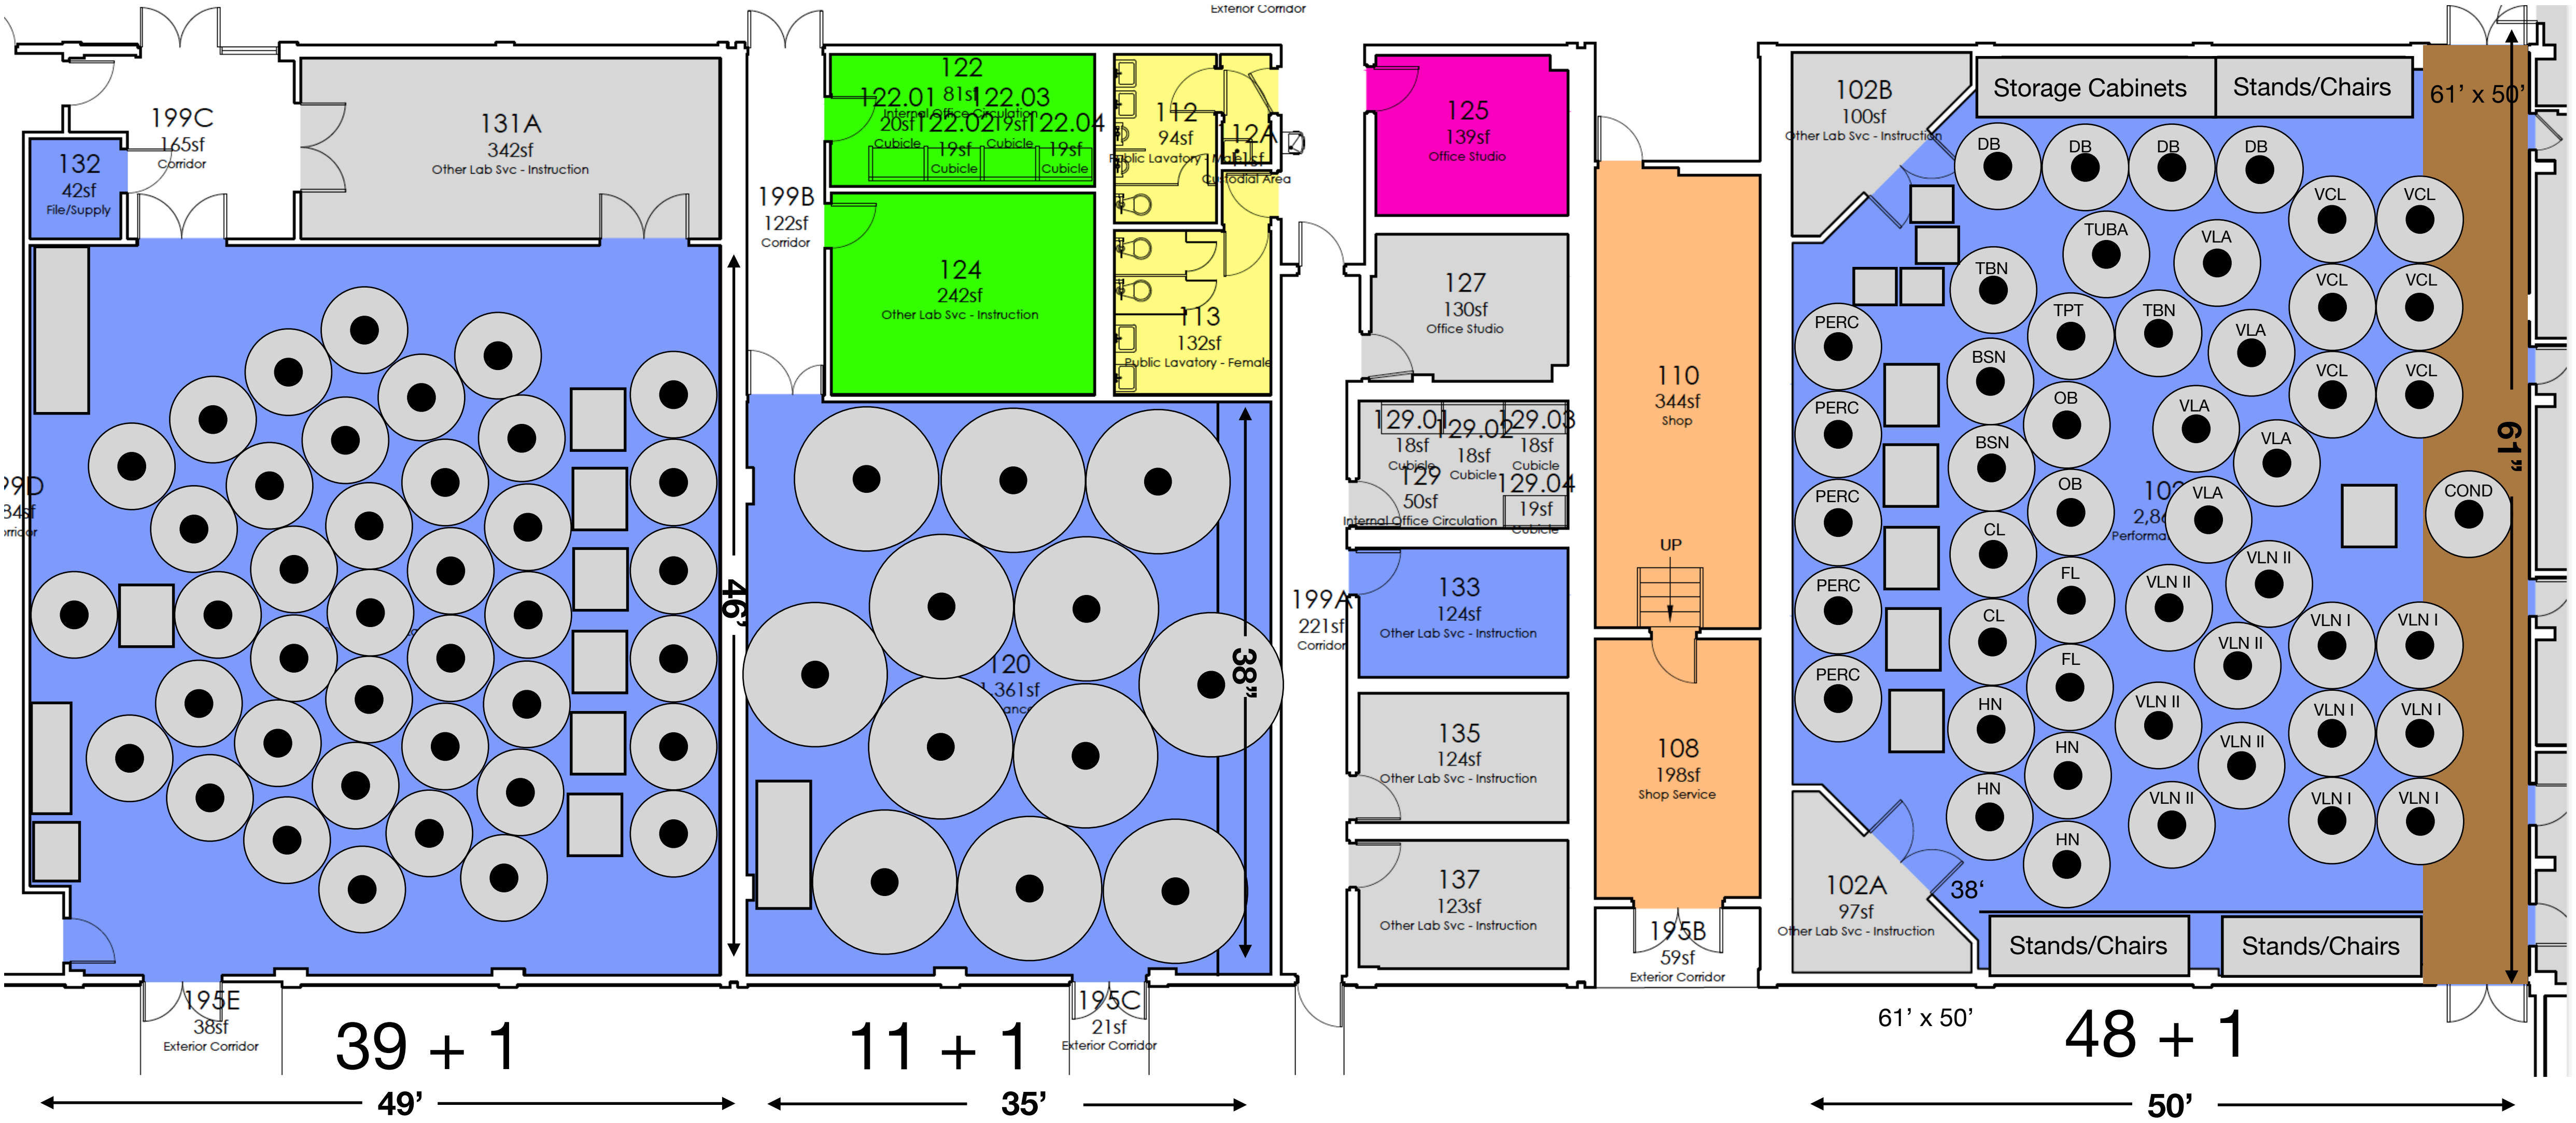 Exterior Corridor
199C
165sf
Corridor
132
42sf
File/Supply
131A
342sf
Other Lab Svc - Instruction
199B
122sf
Corridor
122
81sf
Internal Office Circulation
122.01
20sf
Cubicle
122.02
19sf
Cubicle
122.03
19sf
Cubicle
122.04
19sf
Cubicle
124
242sf
Other Lab Svc - Instruction
112
94sf
Public Lavatory - Male
12A
Custodial Area
113
132sf
Public Lavatory - Female
125
139sf
Office Studio
127
130sf
Office Studio
129.01
18sf
Cubicle
129.02
18sf
Cubicle
129.03
18sf
Cubicle
129
50sf
Internal Office Circulation
129.04
19sf
Cubicle
199A
221sf
Corridor
133
124sf
Other Lab Svc - Instruction
135
124sf
Other Lab Svc - Instruction
137
123sf
Other Lab Svc - Instruction
110
344sf
Shop
UP
108
198sf
Shop Service
195B
59sf
Exterior Corridor
46’
120
1,361sf
38”
195E
38sf
Exterior Corridor
195C
21sf
Exterior Corridor
102B
100sf
Other Lab Svc - Instruction
Storage Cabinets
Stands/Chairs
61’ x 50’
DB
DB
DB
DB
VCL
VCL
TUBA
VLA
TBN
VCL
VCL
TPT
TBN
VLA
PERC
BSN
VCL
VCL
OB
VLA
PERC
BSN
VLA
61”
OB
VLA
COND
PERC
CL
VLN II
FL
VLN II
PERC
CL
VLN I
VLN I
VLN II
FL
PERC
HN
VLN II
VLN I
VLN I
HN
VLN II
HN
VLN II
VLN I
VLN I
HN
102A
97sf
Other Lab Svc - Instruction
38‘
Stands/Chairs
Stands/Chairs
39 + 1
11 + 1
61’ x 50’
48 + 1
49’
35’
50’